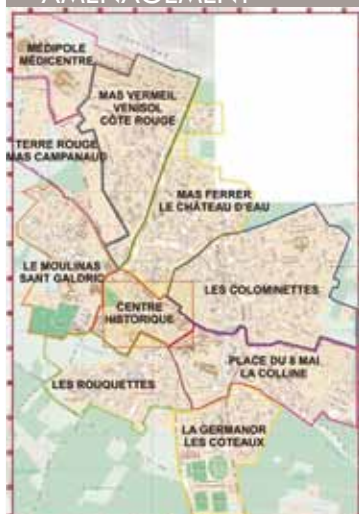 AMÉNAGEMENT
MÉDIPOLE
MÉDICENTRE
MAS VERMEIL
VENISOL
CÔTE ROUGE
TERRE ROUGE
MAS CAMPANAUD
MAS FERRER
LE CHÂTEAU D'EAU
LE MOULINAS
SANT GALDRIC
LES COLOMINETTES
CENTRE
HISTORIQUE
PLACE DU 8 MAI
LA COLLINE
LES ROUQUETTES
LA GERMANOR
LES COTEAUX